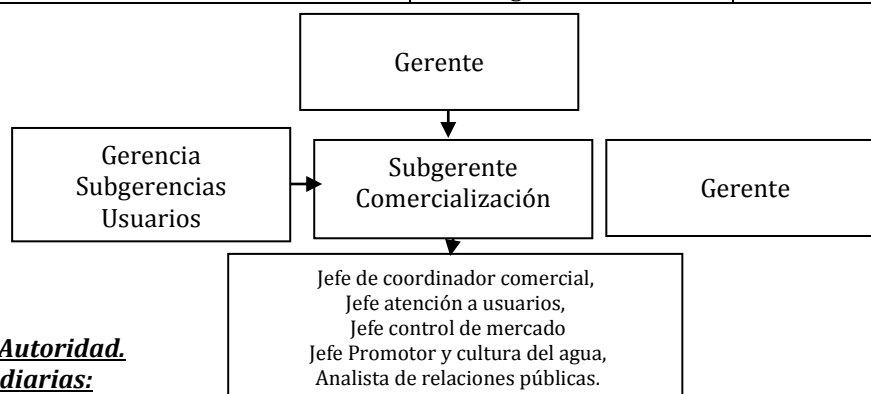 Gerente
Gerencia
Subgerencias
Usuarios
Subgerente
Comercialización
Gerente
Jefe de coordinador comercial,
Jefe atención a usuarios,
Jefe control de mercado
Jefe Promotor y cultura del agua,
Analista de relaciones públicas.
Autoridad.
diarias: